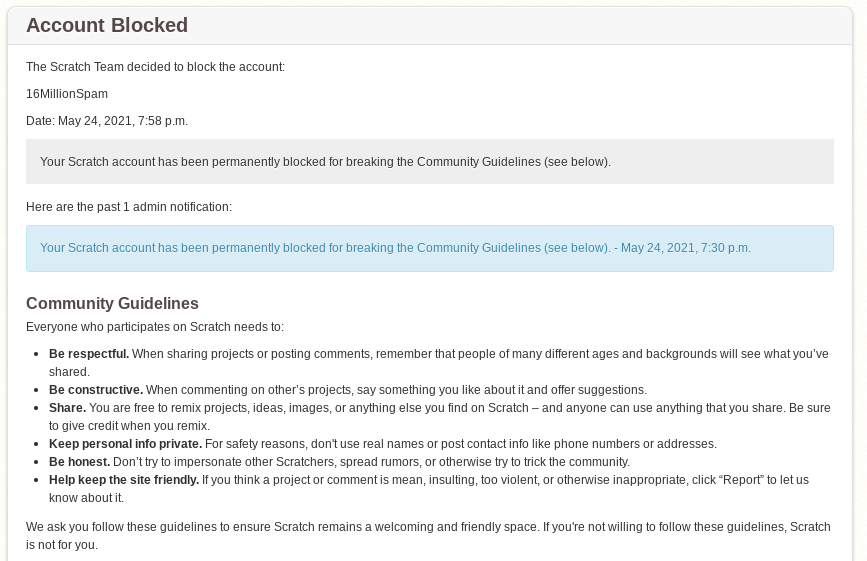 Account Blocked
The Scratch Team decided to block the account:
16MillionSpam
Date: May 24, 2021, 7:58 p.m.
Your Scratch account has been permanently blocked for breaking the Community Guidelines (see below).
Here are the past 1 admin notification:
Your Scratch account has been permanently blocked for breaking the Community Guidelines (see below). - May 24, 2021, 7:30 p.m.
Community Guidelines
Everyone who participates on Scratch needs to:
• Be respectful. When sharing projects or posting comments, remember that people of many different ages and backgrounds will see what you’ve
shared.
• Be constructive. When commenting on other’s projects, say something you like about it and offer suggestions.
• Share. You are free to remix projects, ideas, images, or anything else you find on Scratch – and anyone can use anything that you share. Be sure
to give credit when you remix.
• Keep personal info private. For safety reasons, don't use real names or post contact info like phone numbers or addresses.
• Be honest. Don’t try to impersonate other Scratchers, spread rumors, or otherwise try to trick the community.
• Help keep the site friendly. If you think a project or comment is mean, insulting, too violent, or otherwise inappropriate, click “Report” to let us
know about it.
We ask you follow these guidelines to ensure Scratch remains a welcoming and friendly space. If you're not willing to follow these guidelines, Scratch
is not for you.